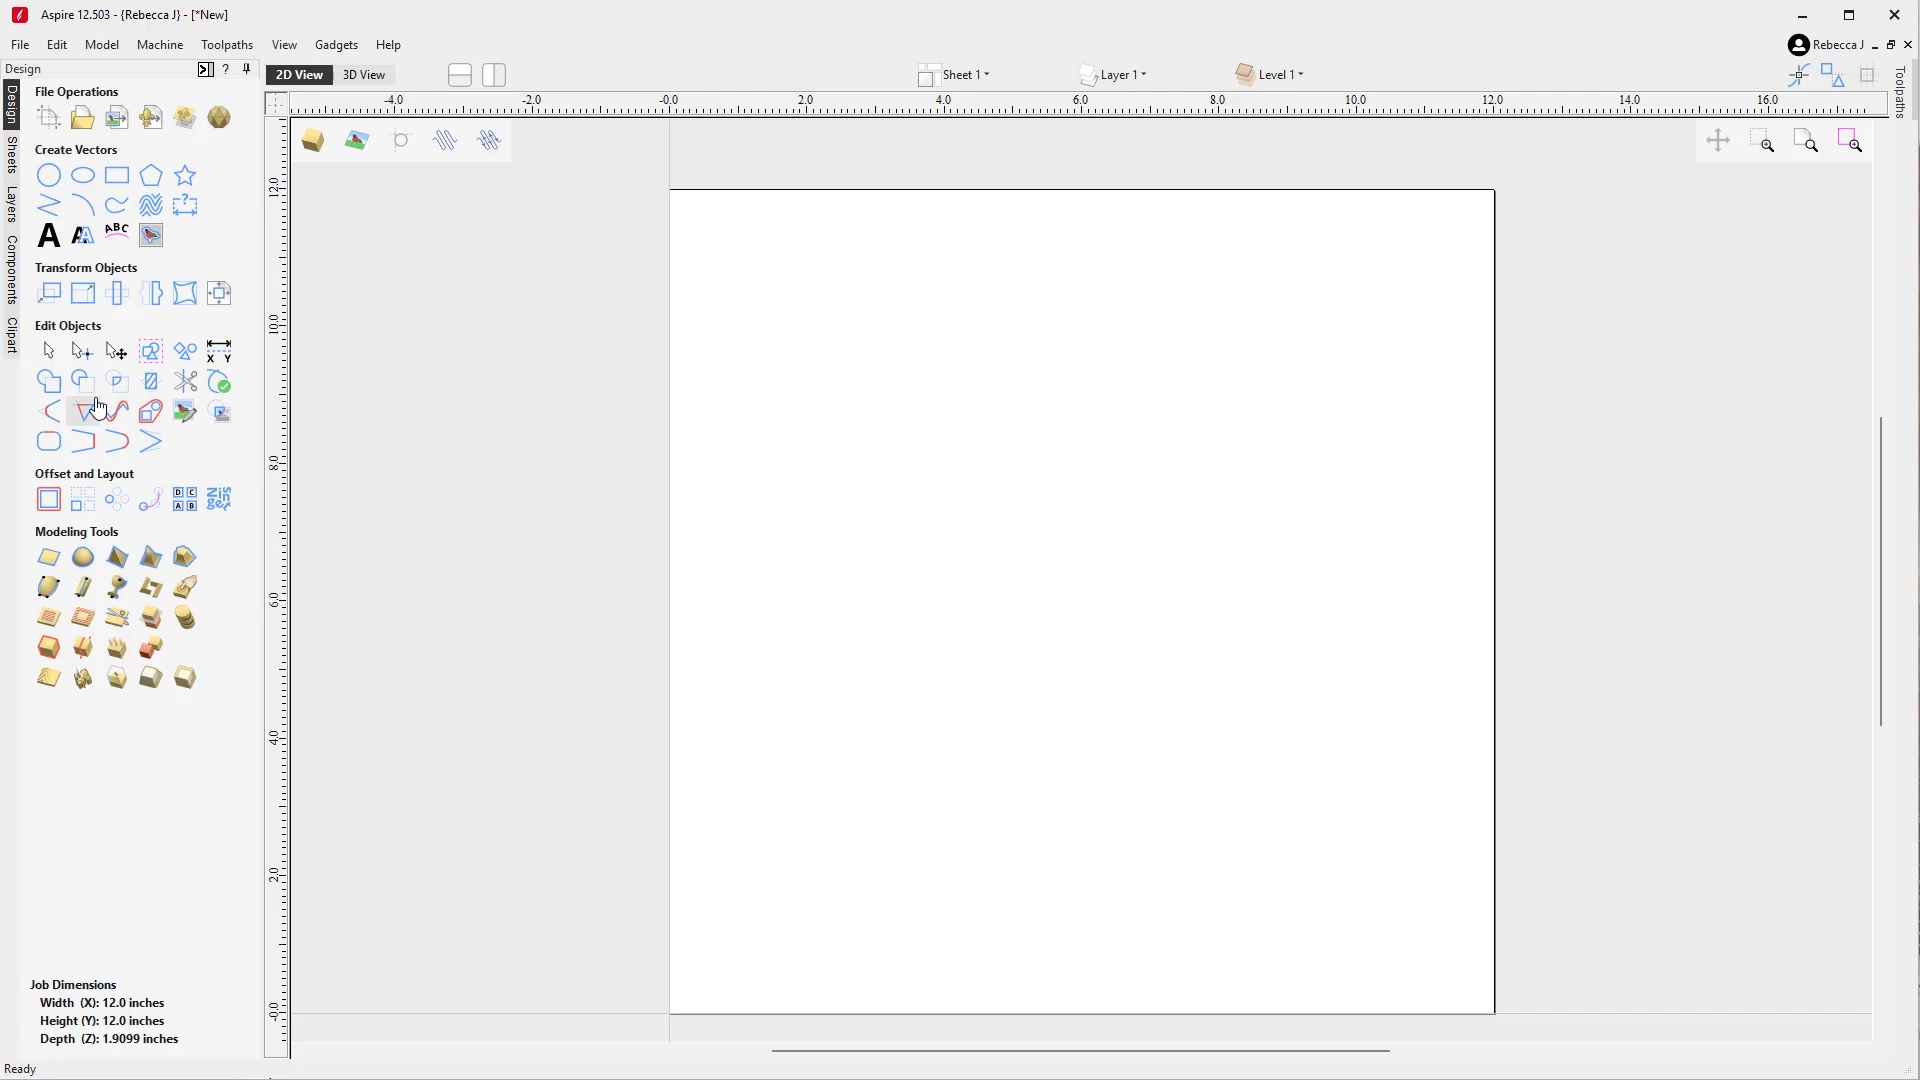 Aspire 12.503 - {Rebecca J} - [*New]
File Edit Model Machine Toolpaths View Gadgets Help
Rebecca J
Design
?
2D View 3D View
Sheet 1
Layer 1
Level 1
Design
Sheets
Layers
Components
Clipart
Toolpaths
-4.0 -2.0 -0.0 2.0 4.0 6.0 8.0 10.0 12.0 14.0 16.0
12.0
10.0
8.0
6.0
4.0
2.0
-0.0
File Operations
Create Vectors
?
A AA ABC
Transform Objects
Edit Objects
X Y
Offset and Layout
D C
A B
Modeling Tools
Job Dimensions
Width (X): 12.0 inches
Height (Y): 12.0 inches
Depth (Z): 1.9099 inches
Ready